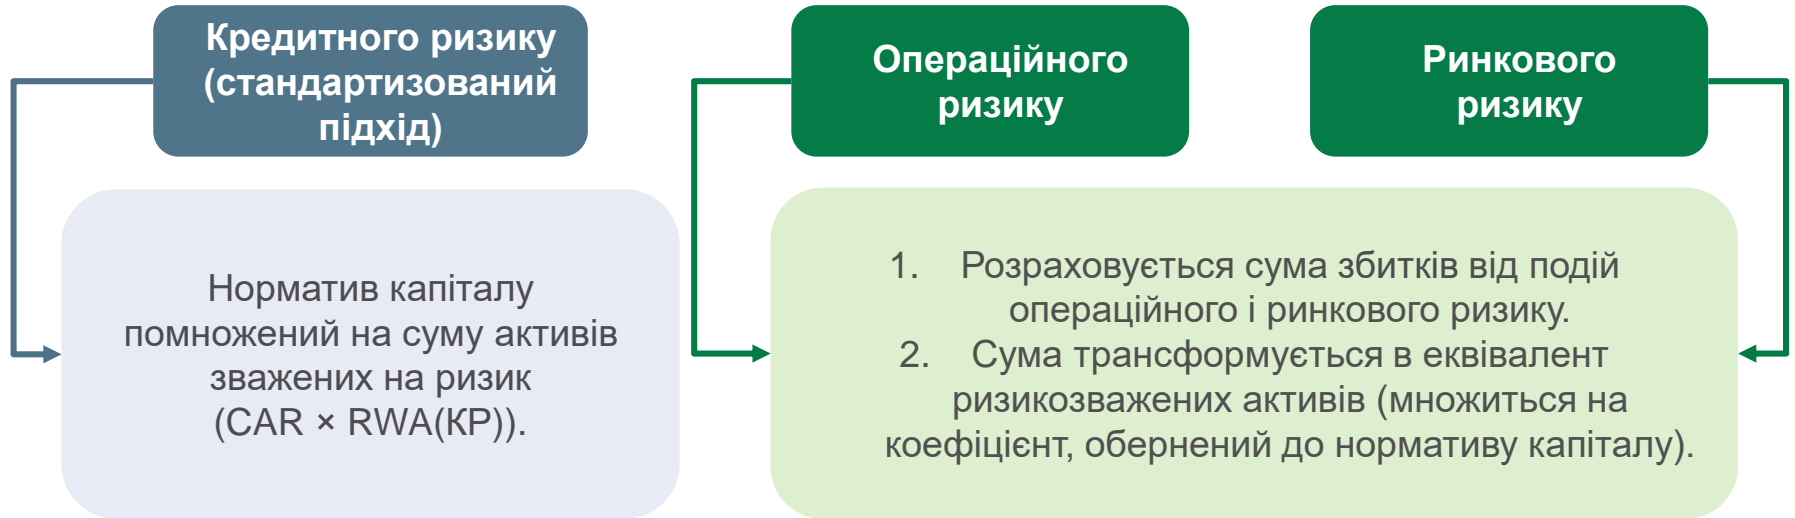 Кредитного ризику
(стандартизований
підхід)
Операційного
ризику
Ринкового
ризику
Норматив капіталу
помножений на суму активів
зважених на ризик
(CAR × RWA(КР)).
1. Розраховується сума збитків від подій
операційного і ринкового ризику.
2. Сума трансформується в еквівалент
ризикозважених активів (множиться на
коефіцієнт, обернений до нормативу капіталу).